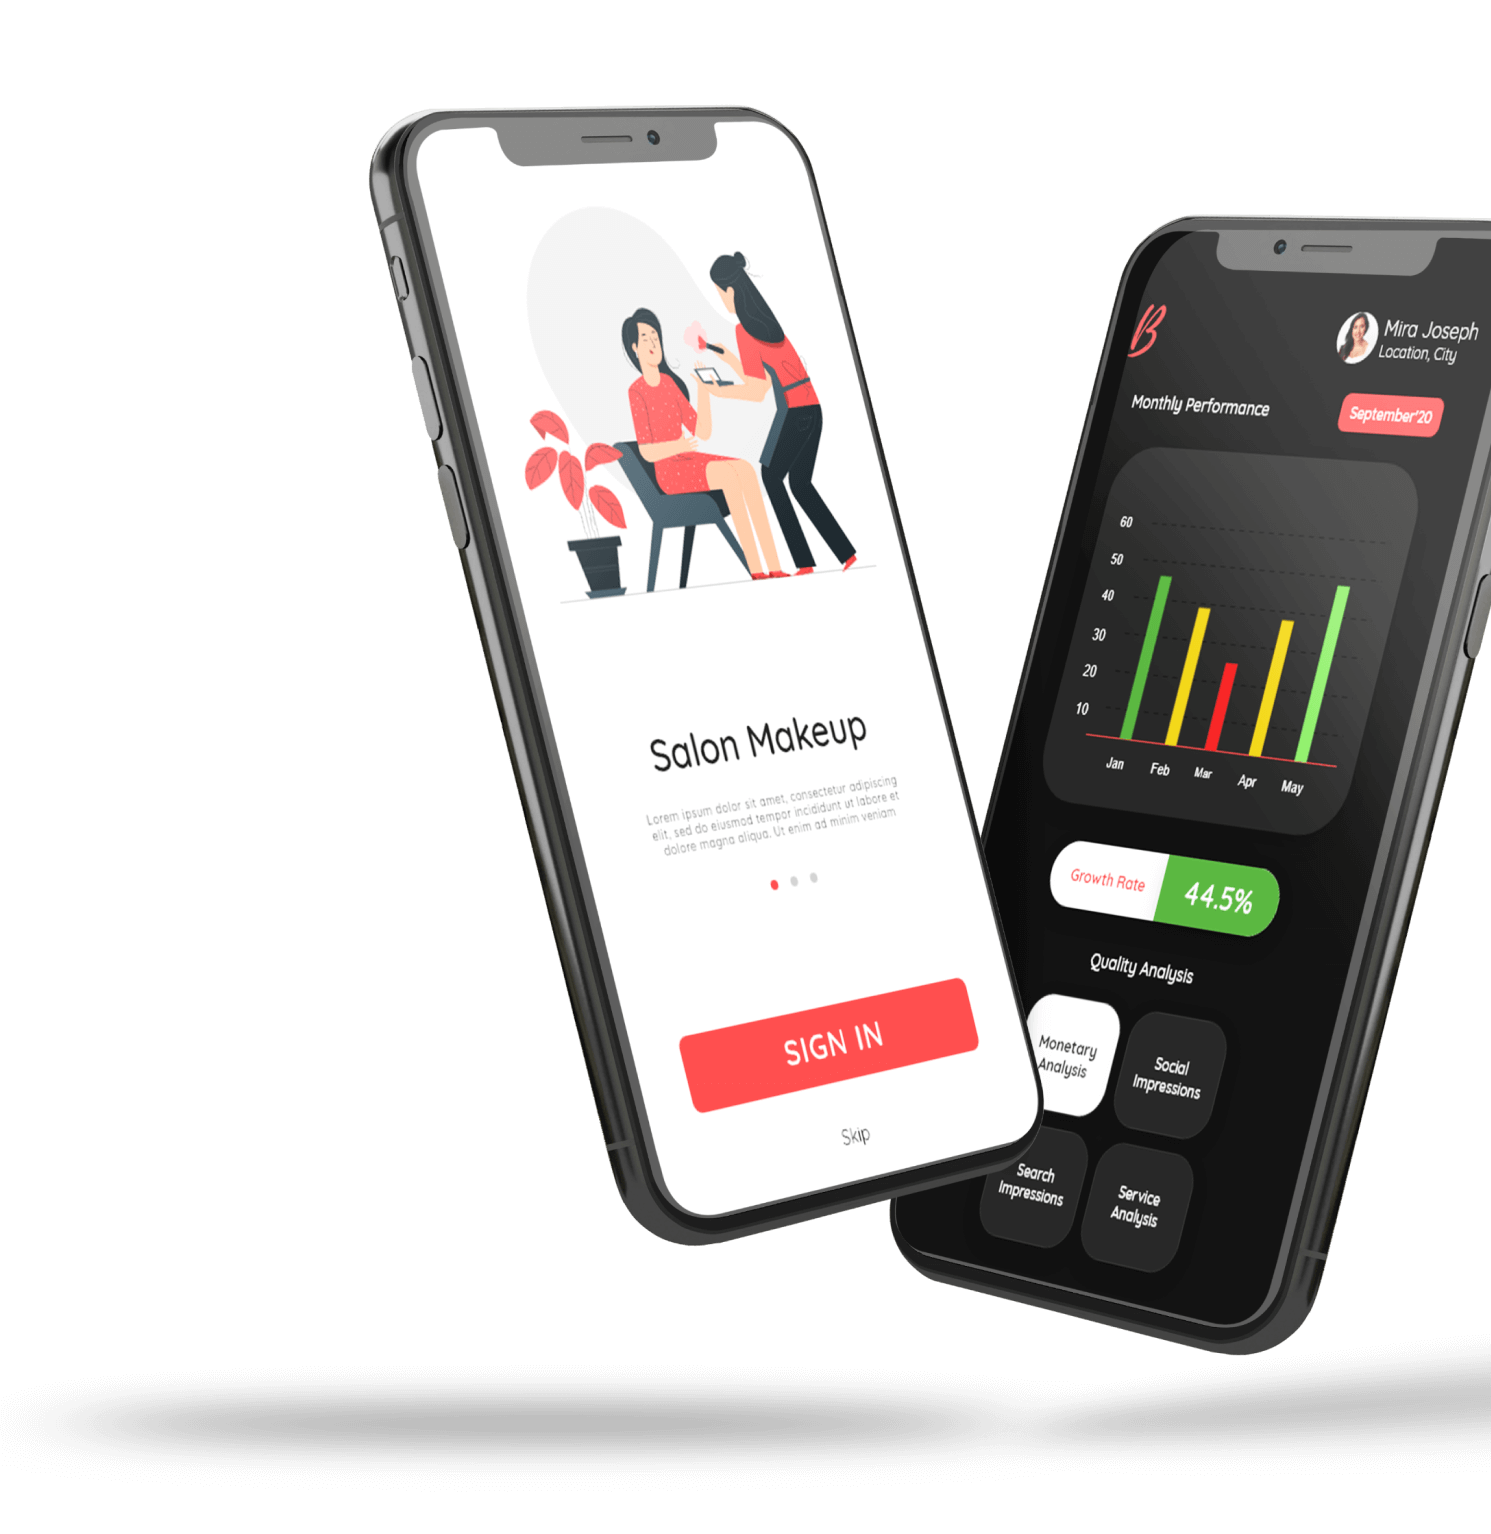 Salon Makeup
Lorem ipsum dolor sit amet, consectetur adipiscing
elit, sed do eiusmod tempor incididunt ut labore et
dolore magna aliqua. Ut enim ad minim veniam
SIGN IN
Skip
B
Mira Joseph
Location, City
Monthly Performance
September'20
60
50
40
30
20
10
Jan Feb Mar Apr May
Growth Rate 44.5%
Quality Analysis
Monetary
Analysis
Social
Impressions
Search
Impressions
Service
Analysis